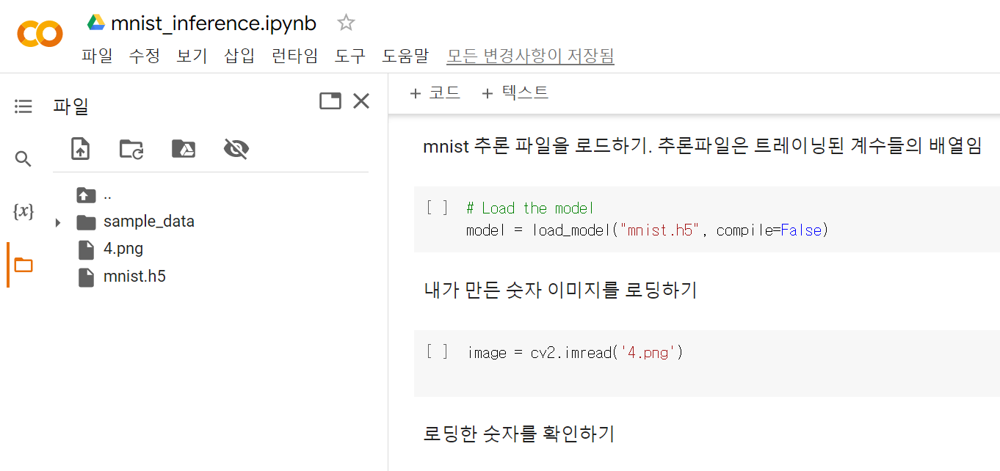 mnist_inference.ipynb
파일 수정 보기 삽입 런타임 도구 도움말 모든 변경사항이 저장됨
파일
+ 코드 + 텍스트
..
sample_data
4.png
mnist.h5
{x}
mnist 추론 파일을 로드하기. 추론파일은 트레이닝된 계수들의 배열임
[ ] # Load the model
model = load_model("mnist.h5", compile=False)
내가 만든 숫자 이미지를 로딩하기
[ ] image = cv2.imread('4.png')
로딩한 숫자를 확인하기